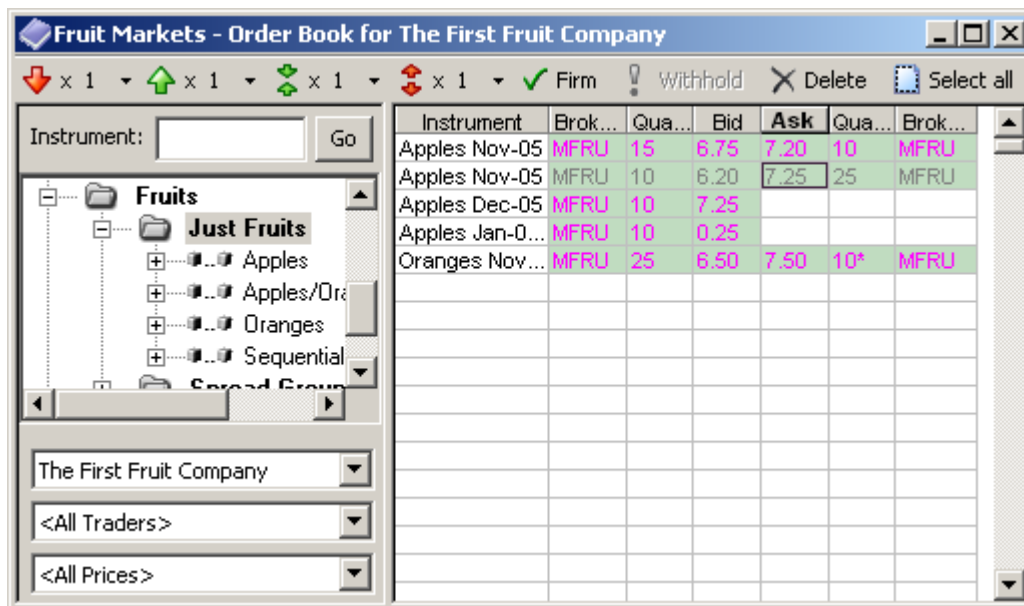 Fruit Markets - Order Book for The First Fruit Company
x 1 x 1 x 1 x 1 Firm Withhold Delete Select all
Instrument: Go
Fruits
Just Fruits
Apples
Apples/Ora
Oranges
Sequential
Spread Group
The First Fruit Company
<All Traders>
<All Prices>
Instrument Brok... Qua... Bid Ask Qua... Brok...
Apples Nov-05 MFRU 15 6.75 7.20 10 MFRU
Apples Nov-05 MFRU 10 6.20 7.25 25 MFRU
Apples Dec-05 MFRU 10 7.25
Apples Jan-0... MFRU 10 0.25
Oranges Nov... MFRU 25 6.50 7.50 10* MFRU